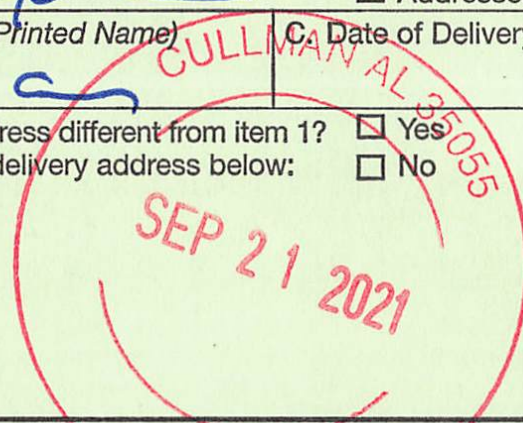 Printed Name)
C. Date of Delivery
CULLMAN AL 35055
ress different from item 1? Yes
delivery address below: No
SEP 21 2021